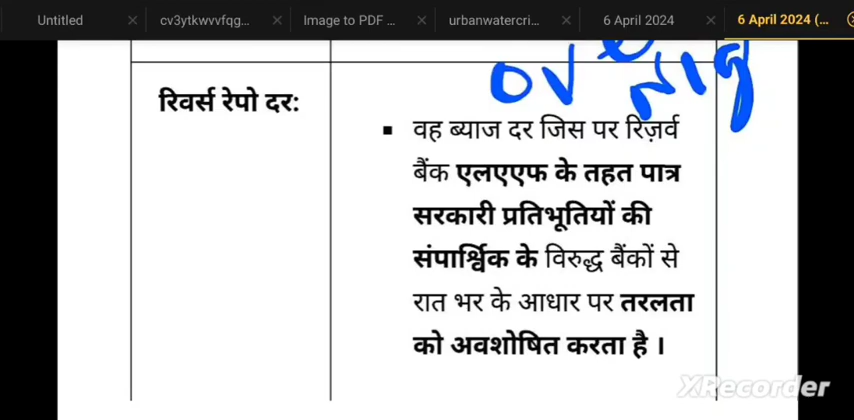 Untitled
cv3ytkwvvfqg...
Image to PDF ...
urbanwatercri...
6 April 2024
6 April 2024 (...
रिवर्स रेपो दर:
▪ वह ब्याज दर जिस पर रिज़र्व
बैंक एलएएफ के तहत पात्र
सरकारी प्रतिभूतियों की
संपार्श्विक के विरुद्ध बैंकों से
रात भर के आधार पर तरलता
को अवशोषित करता है ।
XRecorder